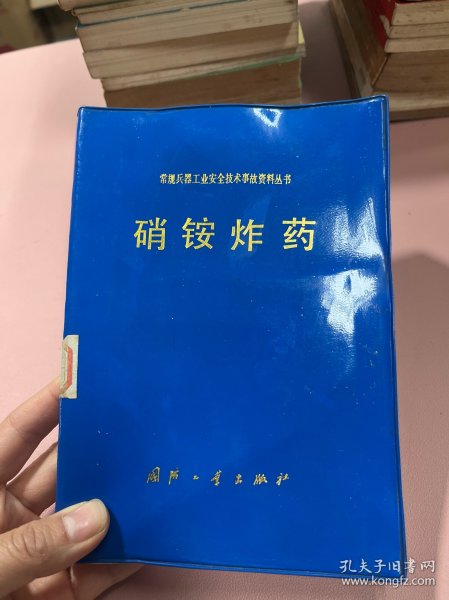 常规兵器工业安全技术事故资料丛书
硝铵炸药
国防工业出版社
孔夫子旧书网
www.kongfz.com